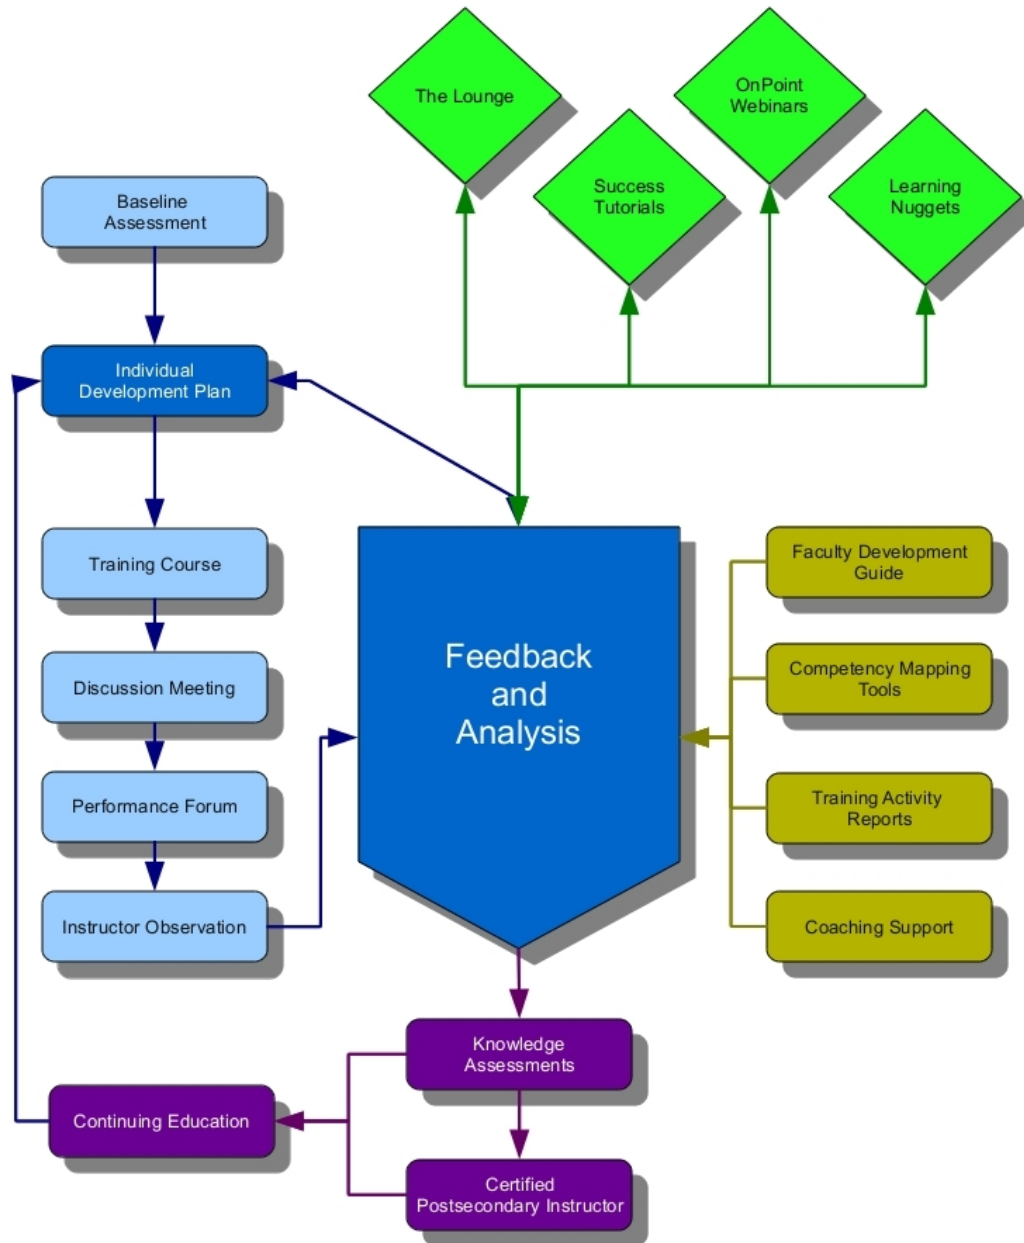 The Lounge
OnPoint
Webinars
Success
Tutorials
Learning
Nuggets
Baseline
Assessment
Individual
Development Plan
Training Course
Discussion Meeting
Performance Forum
Instructor Observation
Feedback
and
Analysis
Faculty Development
Guide
Competency Mapping
Tools
Training Activity
Reports
Coaching Support
Knowledge
Assessments
Continuing Education
Certified
Postsecondary Instructor